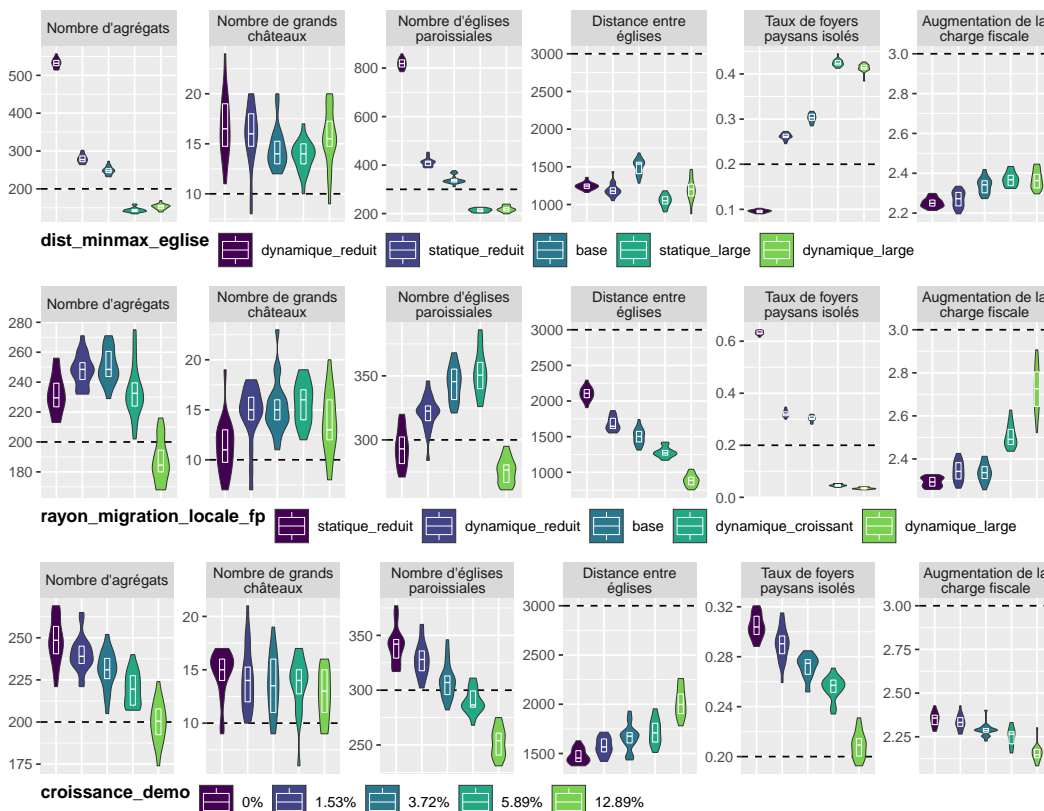 Nombre d'agrégats
Nombre de grands
châteaux
Nombre d'églises
paroissiales
Distance entre
églises
Taux de foyers
paysans isolés
Augmentation de la
charge fiscale
500
400
300
200
20
15
10
800
600
400
200
3000
2500
2000
1500
1000
0.4
0.3
0.2
0.1
3.0
2.8
2.6
2.4
2.2
dist_minmax_eglise
dynamique_reduit
statique_reduit
base
statique_large
dynamique_large
Nombre d'agrégats
Nombre de grands
châteaux
Nombre d'églises
paroissiales
Distance entre
églises
Taux de foyers
paysans isolés
Augmentation de la
charge fiscale
280
260
240
220
200
180
20
15
10
350
300
3000
2500
2000
1500
1000
0.6
0.4
0.2
0.0
3.0
2.8
2.6
2.4
rayon_migration_locale_fp
statique_reduit
dynamique_reduit
base
dynamique_croissant
dynamique_large
Nombre d'agrégats
Nombre de grands
châteaux
Nombre d'églises
paroissiales
Distance entre
églises
Taux de foyers
paysans isolés
Augmentation de la
charge fiscale
250
225
200
175
20
15
10
350
300
250
3000
2500
2000
1500
0.32
0.28
0.24
0.20
3.00
2.75
2.50
2.25
croissance_demo
0%
1.53%
3.72%
5.89%
12.89%